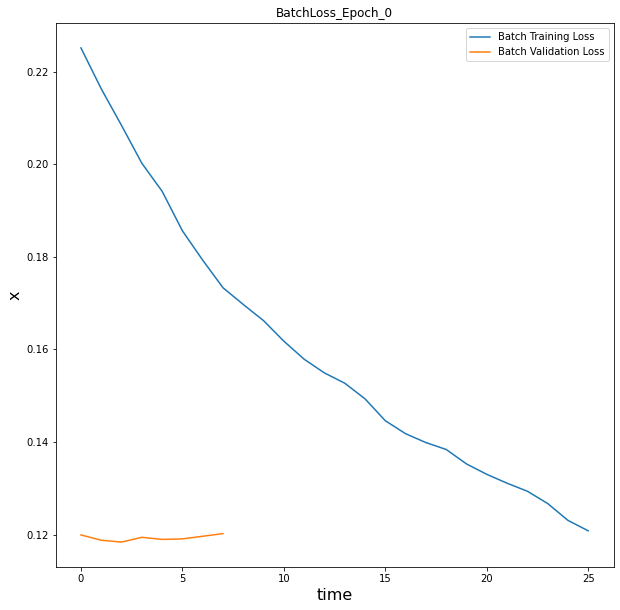 BatchLoss_Epoch_0
Batch Training Loss
Batch Validation Loss
0.22
0.20
0.18
0.16
0.14
0.12
x
0
5
10
15
20
25
time